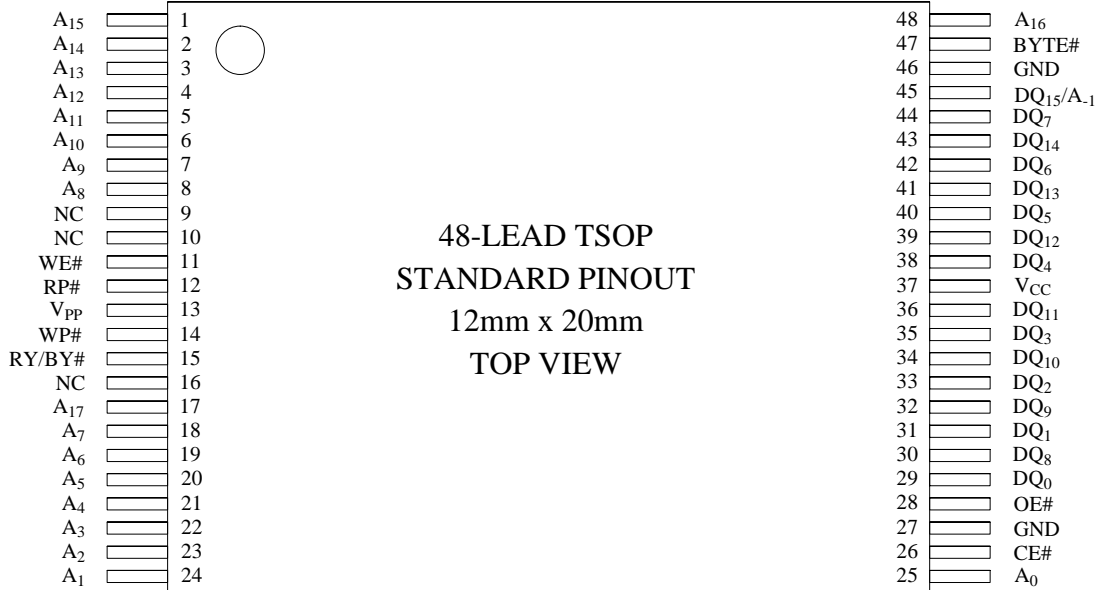 A15 1 48 A16
A14 2 47 BYTE#
A13 3 46 GND
A12 4 45 DQ15/A-1
A11 5 44 DQ7
A10 6 43 DQ14
A9 7 42 DQ6
A8 8 41 DQ13
NC 9 40 DQ5
NC 10 39 DQ12
WE# 11 38 DQ4
RP# 12 37 VCC
VPP 13 36 DQ11
WP# 14 35 DQ3
RY/BY# 15 34 DQ10
NC 16 33 DQ2
A17 17 32 DQ9
A7 18 31 DQ1
A6 19 30 DQ8
A5 20 29 DQ0
A4 21 28 OE#
A3 22 27 GND
A2 23 26 CE#
A1 24 25 A0
48-LEAD TSOP
STANDARD PINOUT
12mm x 20mm
TOP VIEW